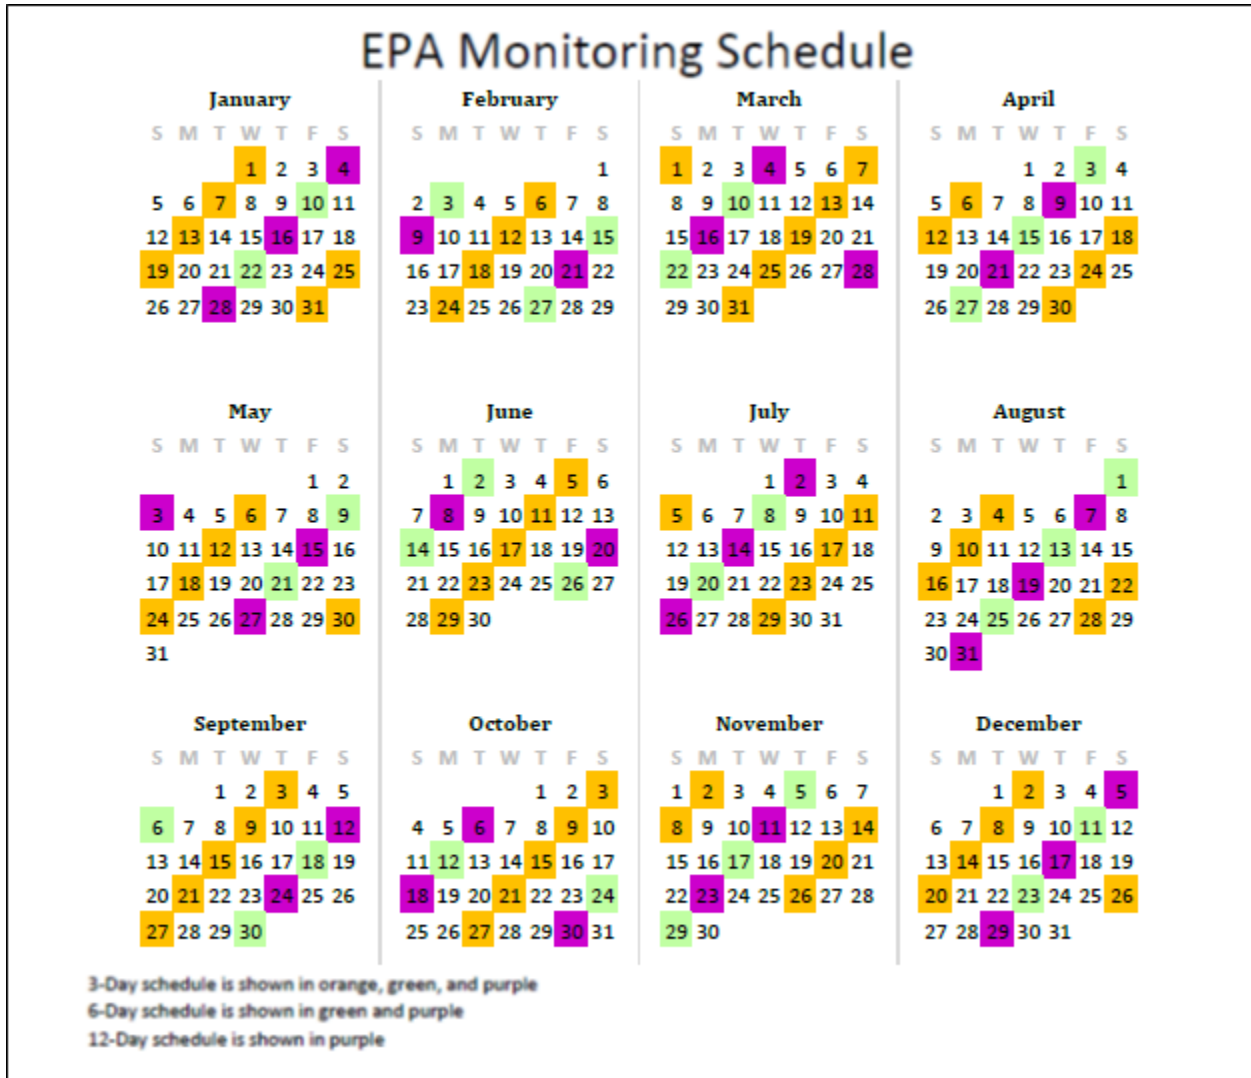 EPA Monitoring Schedule
January February March April
S M T W T F S S M T W T F S S M T W T F S S M T W T F S
1 2 3 4 1 1 2 3 4 5 6 7 1 2 3 4
5 6 7 8 9 10 11 2 3 4 5 6 7 8 8 9 10 11 12 13 14 5 6 7 8 9 10 11
12 13 14 15 16 17 18 9 10 11 12 13 14 15 15 16 17 18 19 20 21 12 13 14 15 16 17 18
19 20 21 22 23 24 25 16 17 18 19 20 21 22 22 23 24 25 26 27 28 19 20 21 22 23 24 25
26 27 28 29 30 31 23 24 25 26 27 28 29 29 30 31 26 27 28 29 30
May June July August
S M T W T F S S M T W T F S S M T W T F S S M T W T F S
1 2 1 2 3 4 5 6 1 2 3 4 1
3 4 5 6 7 8 9 7 8 9 10 11 12 13 5 6 7 8 9 10 11 2 3 4 5 6 7 8
10 11 12 13 14 15 16 14 15 16 17 18 19 20 12 13 14 15 16 17 18 9 10 11 12 13 14 15
17 18 19 20 21 22 23 21 22 23 24 25 26 27 19 20 21 22 23 24 25 16 17 18 19 20 21 22
24 25 26 27 28 29 30 28 29 30 26 27 28 29 30 31 23 24 25 26 27 28 29
31 30 31
September October November December
S M T W T F S S M T W T F S S M T W T F S S M T W T F S
1 2 3 4 5 1 2 3 1 2 3 4 5 6 7 1 2 3 4 5
6 7 8 9 10 11 12 4 5 6 7 8 9 10 8 9 10 11 12 13 14 6 7 8 9 10 11 12
13 14 15 16 17 18 19 11 12 13 14 15 16 17 15 16 17 18 19 20 21 13 14 15 16 17 18 19
20 21 22 23 24 25 26 18 19 20 21 22 23 24 22 23 24 25 26 27 28 20 21 22 23 24 25 26
27 28 29 30 25 26 27 28 29 30 31 29 30 27 28 29 30 31
3-Day schedule is shown in orange, green, and purple
6-Day schedule is shown in green and purple
12-Day schedule is shown in purple